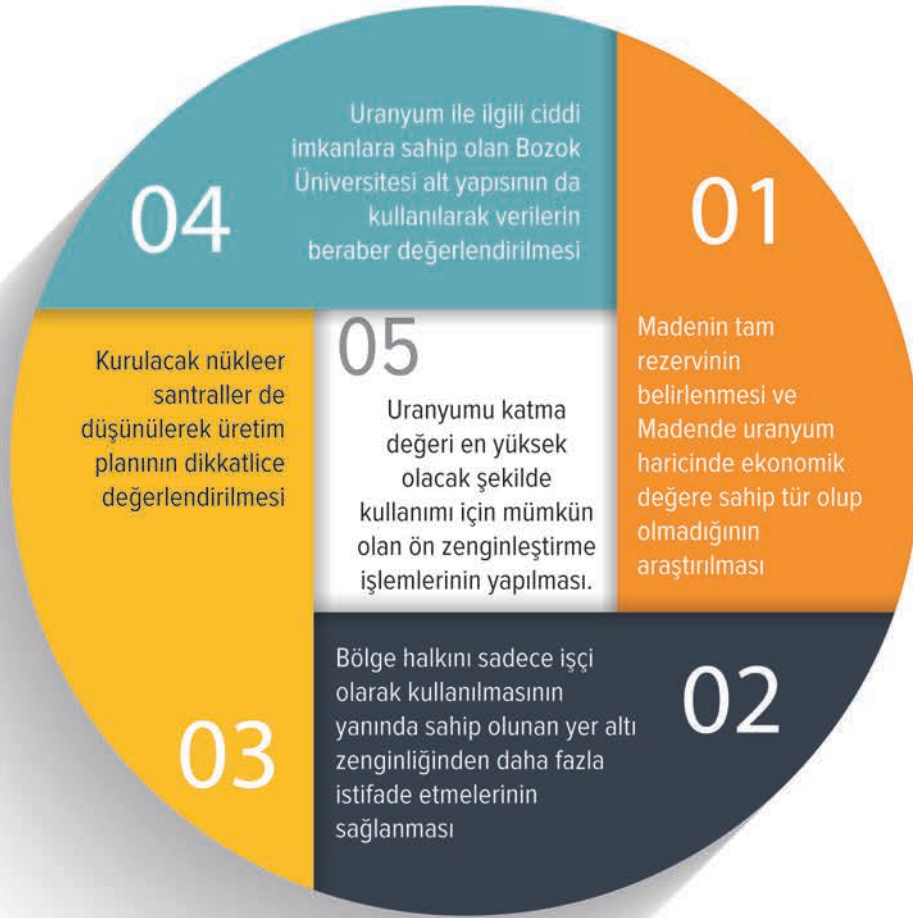 01
Madenin tam
rezervinin
belirlenmesi ve
Madende uranyum
haricinde ekonomik
değere sahip tür olup
olmadığının
araştırılması
02
Bölge halkını sadece işçi
olarak kullanılmasının
yanında sahip olunan yer altı
zenginliğinden daha fazla
istifade etmelerinin
sağlanması
03
Kurulacak nükleer
santraller de
düşünülerek üretim
planının dikkatlice
değerlendirilmesi
04
Uranyum ile ilgili ciddi
imkanlara sahip olan Bozok
Üniversitesi alt yapısının da
kullanılarak verilerin
beraber değerlendirilmesi
05
Uranyumu katma
değeri en yüksek
olacak şekilde
kullanımı için mümkün
olan ön zenginleştirme
işlemlerinin yapılması.